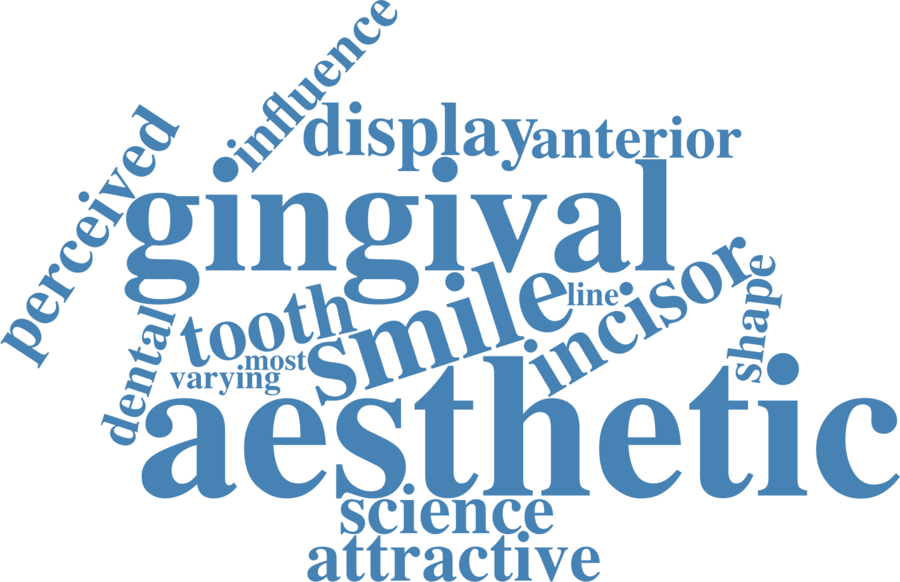 influence
display
anterior
perceived
gingival
smile
incisor
line
shape
tooth
dental
most
varying
aesthetic
science
attractive